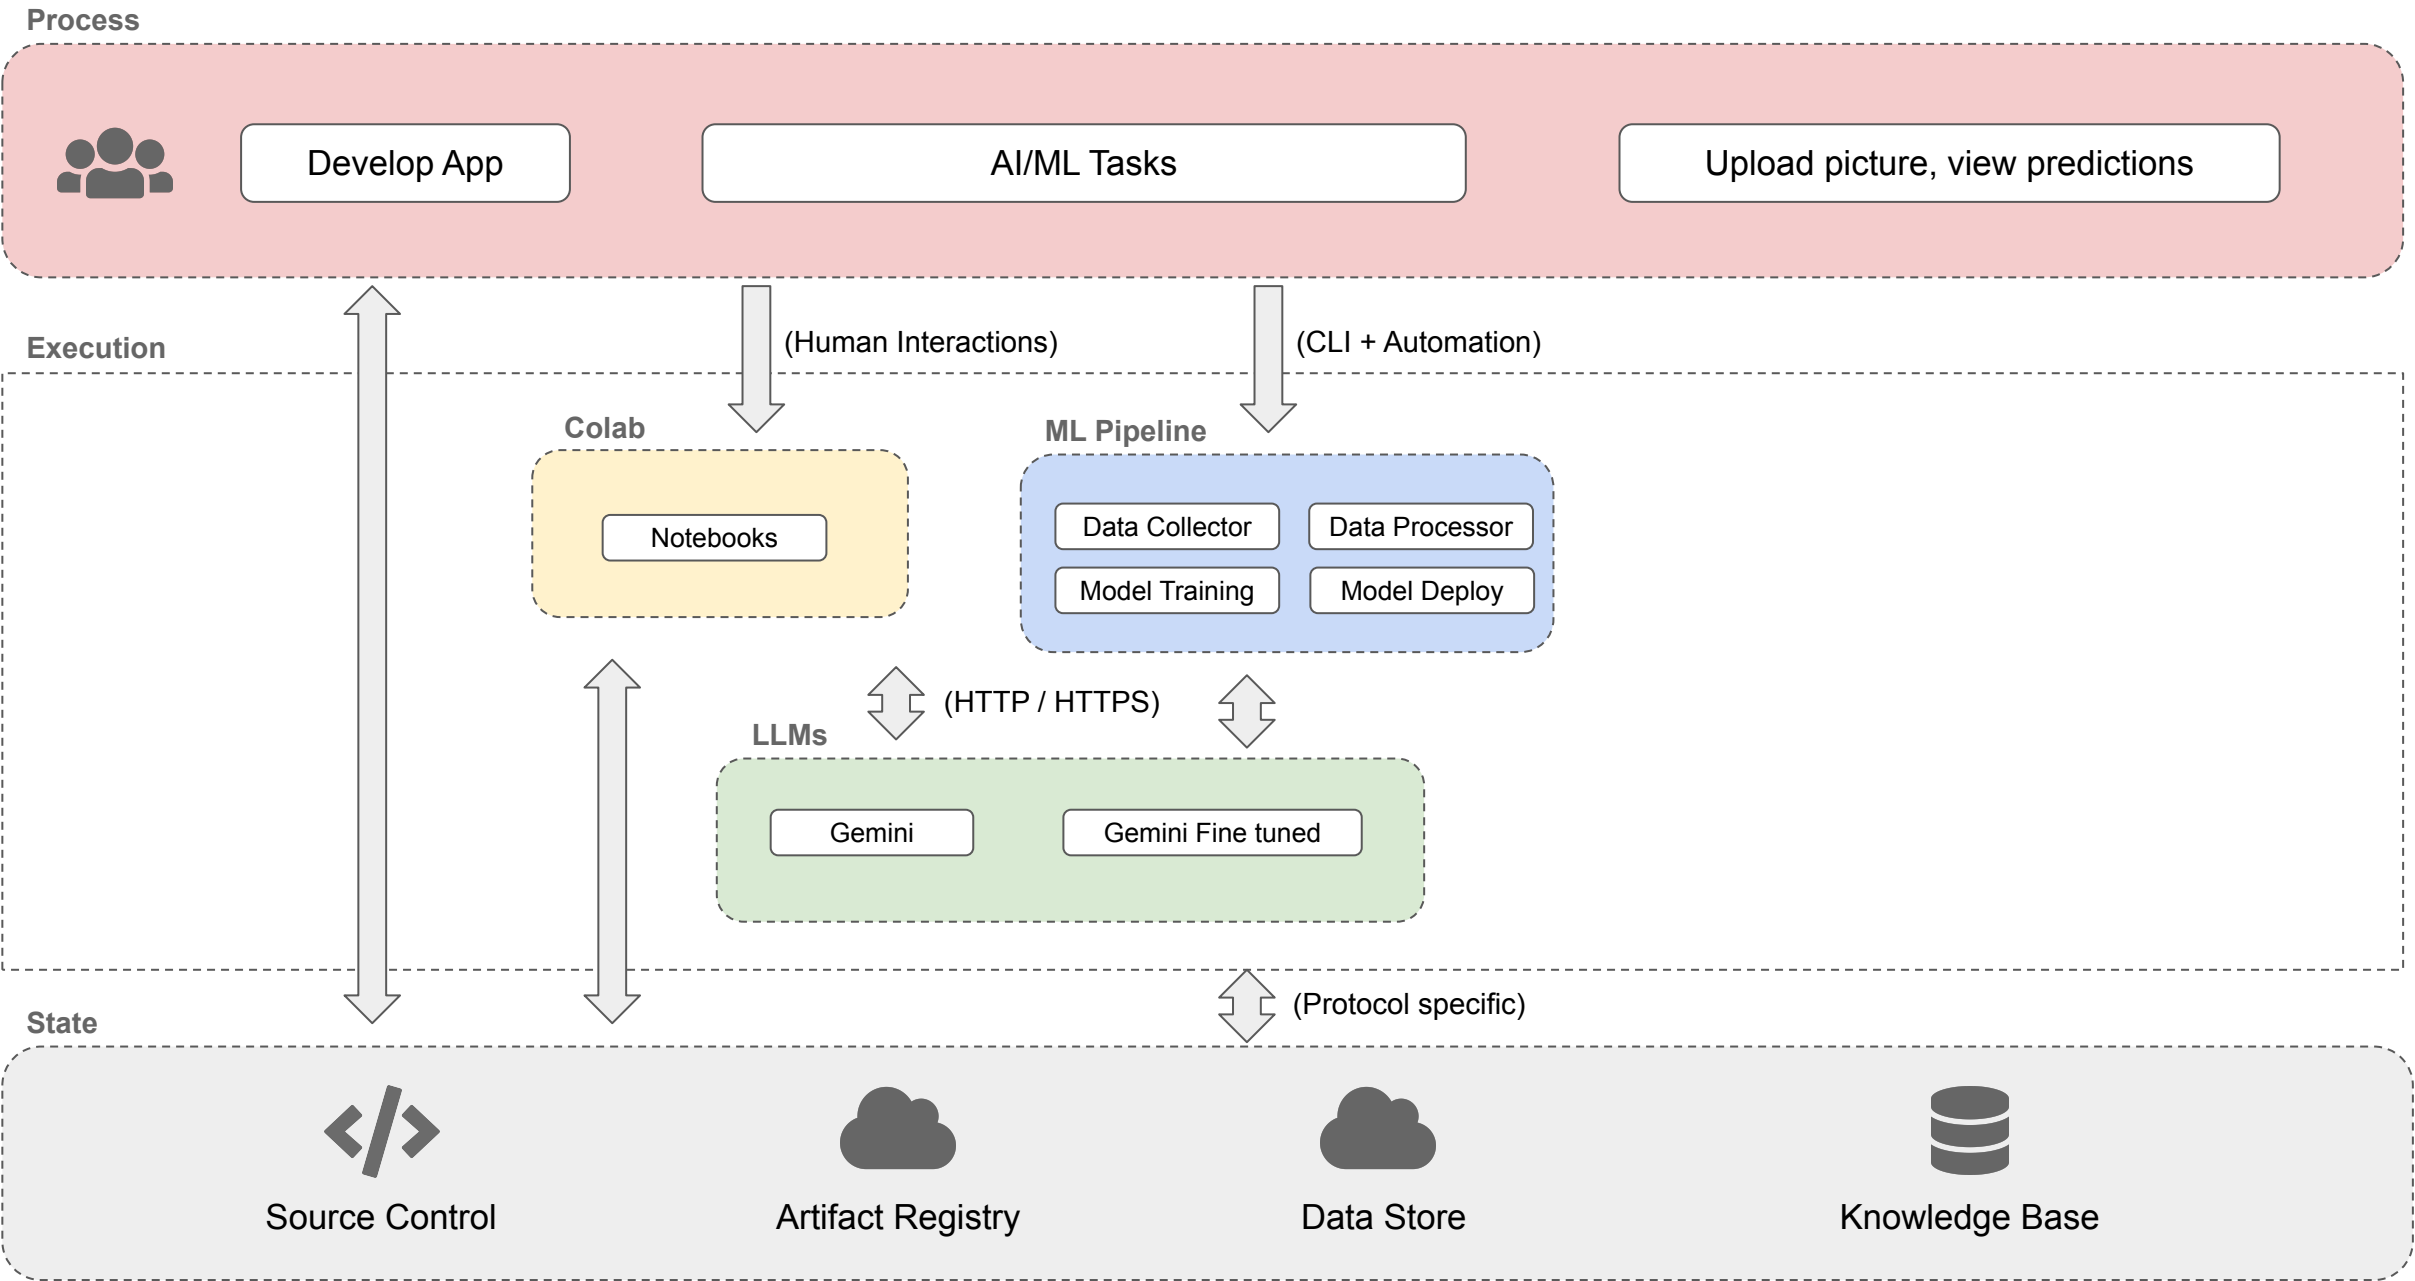 Process
Develop App
AI/ML Tasks
Upload picture, view predictions
Execution
(Human Interactions)
(CLI + Automation)
Colab
Notebooks
ML Pipeline
Data Collector
Data Processor
Model Training
Model Deploy
(HTTP / HTTPS)
LLMs
Gemini
Gemini Fine tuned
(Protocol specific)
State
Source Control
Artifact Registry
Data Store
Knowledge Base